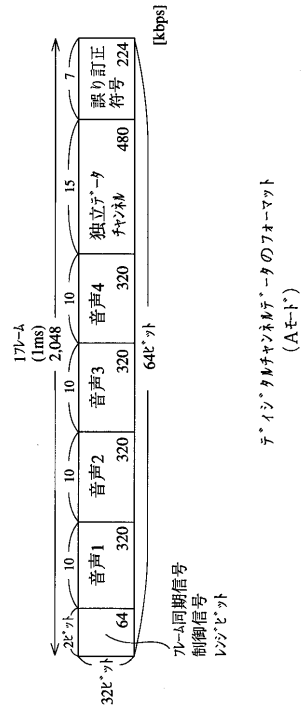 1フレーム
(1ms)
2,048
2ビット
10
10
10
10
15
7
32ビット
64
音声1
320
音声2
320
音声3
320
音声4
320
独立データ
チャンネル
480
誤り訂正
符号
224
[kbps]
64ビット
フレーム同期信号
制御信号
レンジビット
ディジタルチャンネルデータのフォーマット
(Aモード)